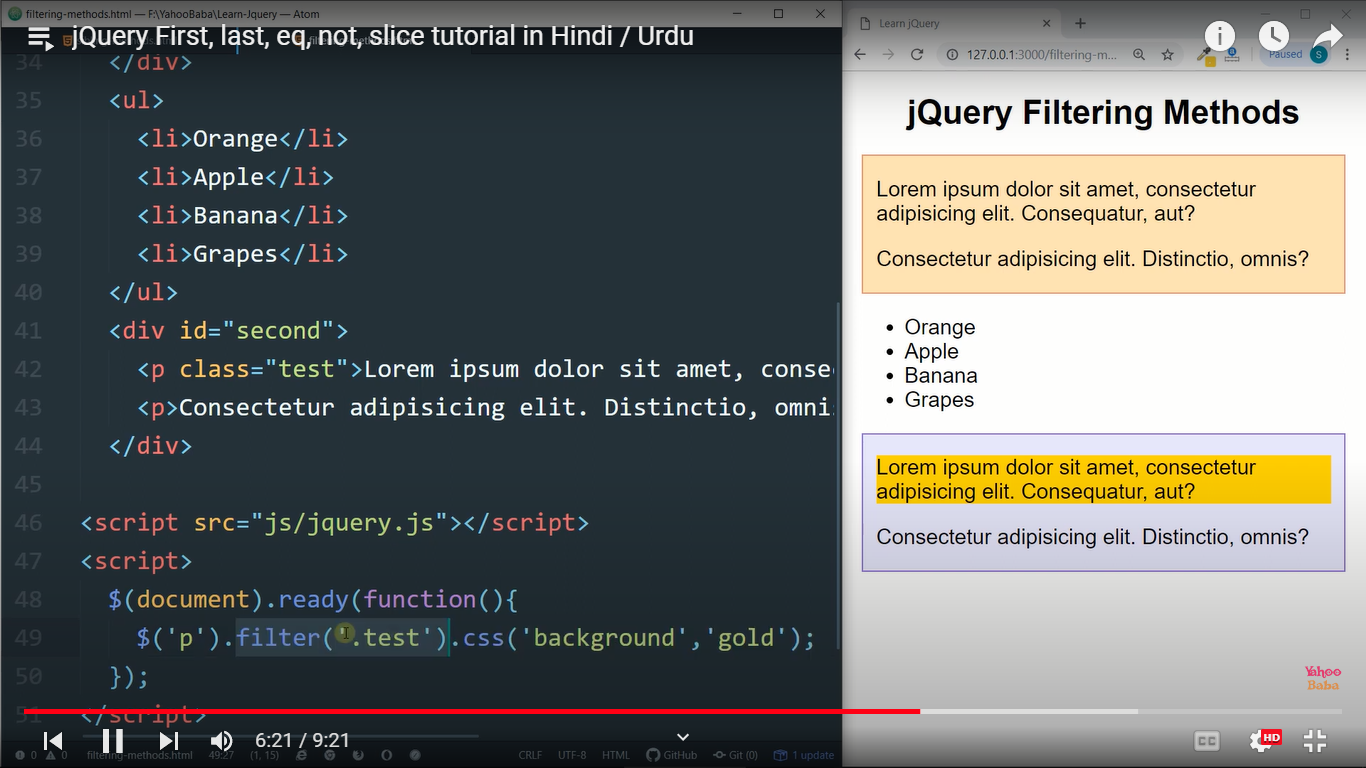 filtering-methods.html — F:\YahooBaba\Learn-Jquery — Atom
jQuery First, last, eq, not, slice tutorial in Hindi / Urdu
34 </div>
35 <ul>
36 <li>Orange</li>
37 <li>Apple</li>
38 <li>Banana</li>
39 <li>Grapes</li>
40 </ul>
41 <div id="second">
42 <p class="test">Lorem ipsum dolor sit amet, conse
43 <p>Consectetur adipisicing elit. Distinctio, omni
44 </div>
45
46 <script src="js/jquery.js"></script>
47 <script>
48 $(document).ready(function(){
49 $('p').filter('.test').css('background','gold');
50 });
51 </script>
6:21 / 9:21
0 0 filtering-methods.html 49:27 (1, 15) CRLF UTF-8 HTML GitHub Git (0) 1 update
Learn jQuery
127.0.0.1:3000/filtering-m... Paused S
jQuery Filtering Methods
Lorem ipsum dolor sit amet, consectetur
adipisicing elit. Consequatur, aut?
Consectetur adipisicing elit. Distinctio, omnis?
Orange
Apple
Banana
Grapes
Lorem ipsum dolor sit amet, consectetur
adipisicing elit. Consequatur, aut?
Consectetur adipisicing elit. Distinctio, omnis?
Yahoo
Baba
CC
HD